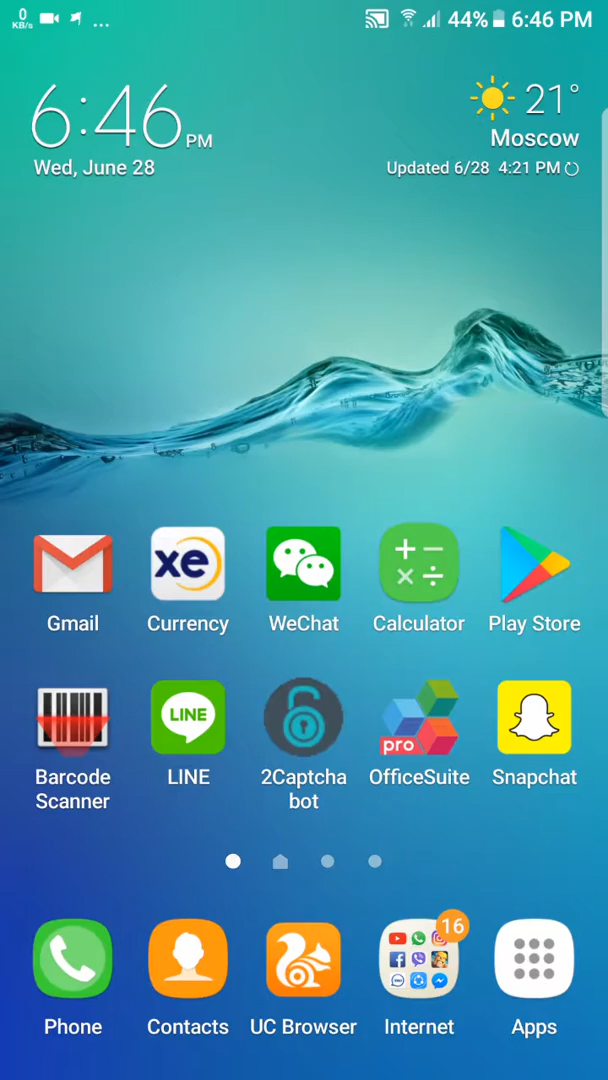 0
KB/s
...
44% 6:46 PM
6:46 PM
Wed, June 28
21°
Moscow
Updated 6/28 4:21 PM
xe
Gmail
Currency
WeChat
Calculator
Play Store
LINE
pro
Barcode
Scanner
LINE
2Captcha
bot
OfficeSuite
Snapchat
16
Phone
Contacts
UC Browser
Internet
Apps